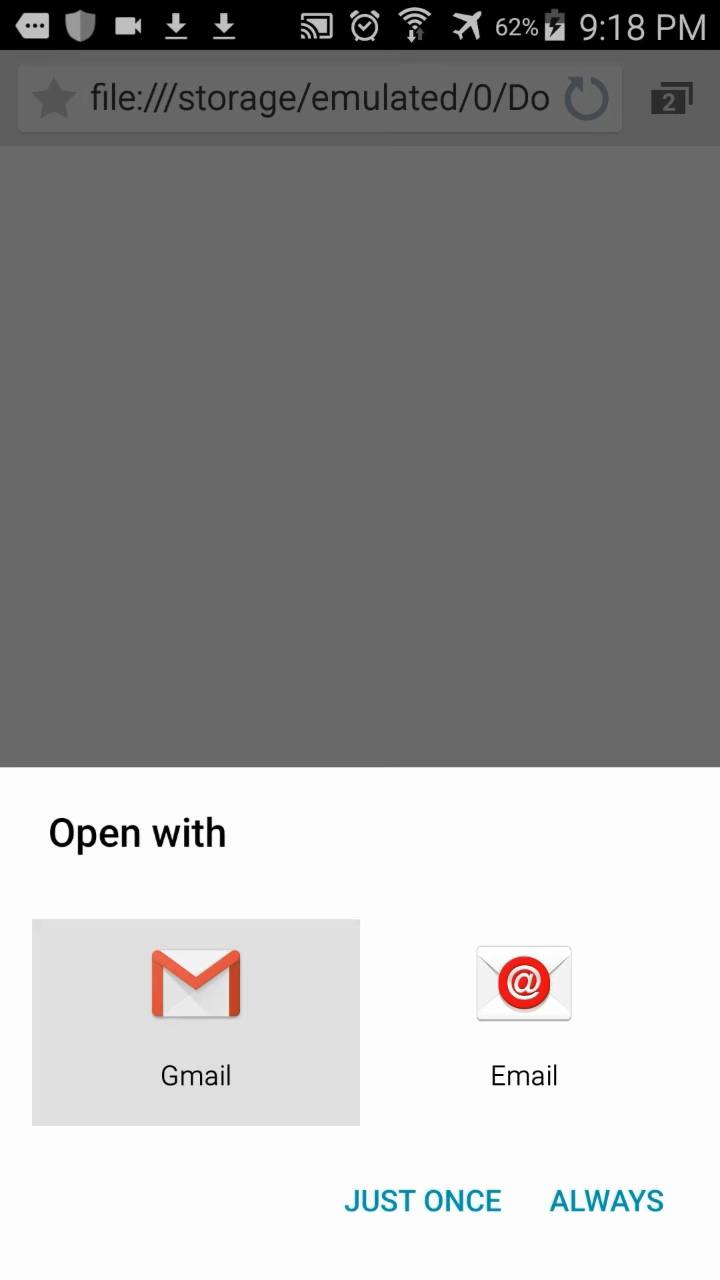 62% 9:18 PM
file:///storage/emulated/0/Do
2
Open with
@
Gmail
Email
JUST ONCE
ALWAYS